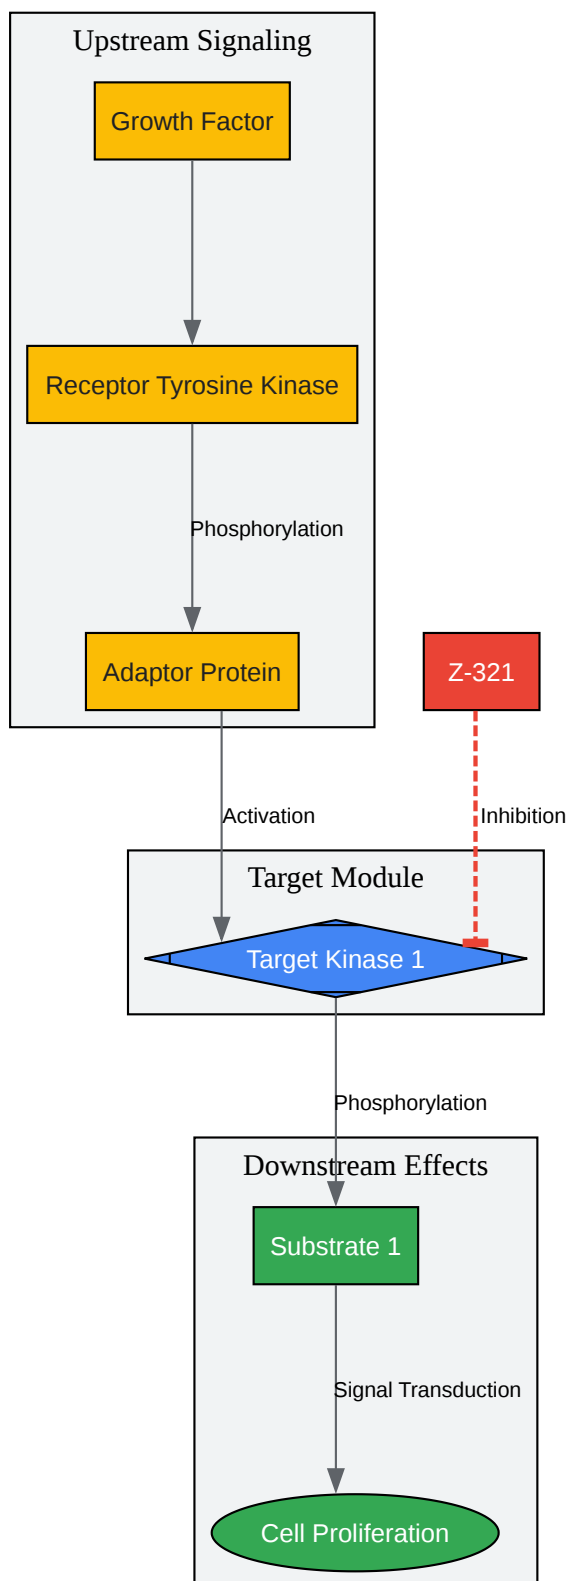 Upstream Signaling
Growth Factor
Receptor Tyrosine Kinase
Phosphorylation
Adaptor Protein
Z-321
Activation
Inhibition
Target Module
Target Kinase 1
Phosphorylation
Downstream Effects
Substrate 1
Signal Transduction
Cell Proliferation